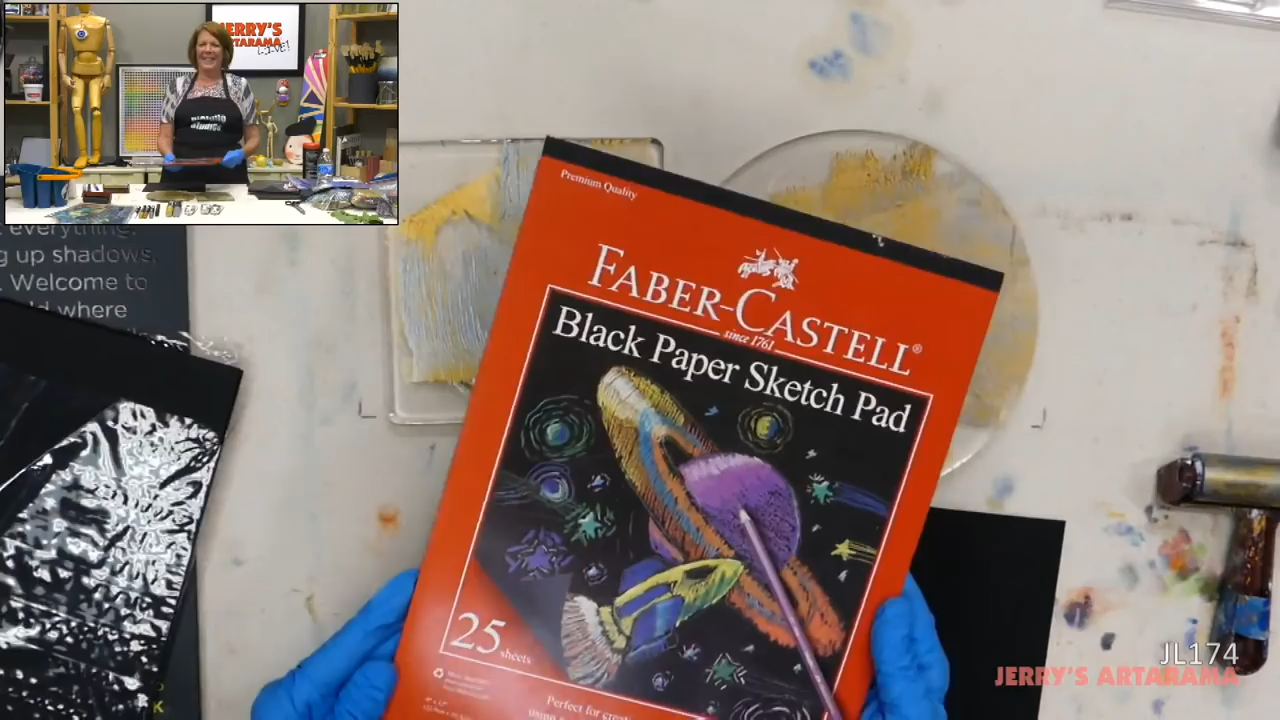 JERRY'S
ARTARAMA
LIVE!
everything.
g up shadows.
. Welcome to
where
Premium Quality
FABER-CASTELL®
since 1761
Black Paper Sketch Pad
25 sheets
Perfect for
JL174
JERRY'S ARTARAMA